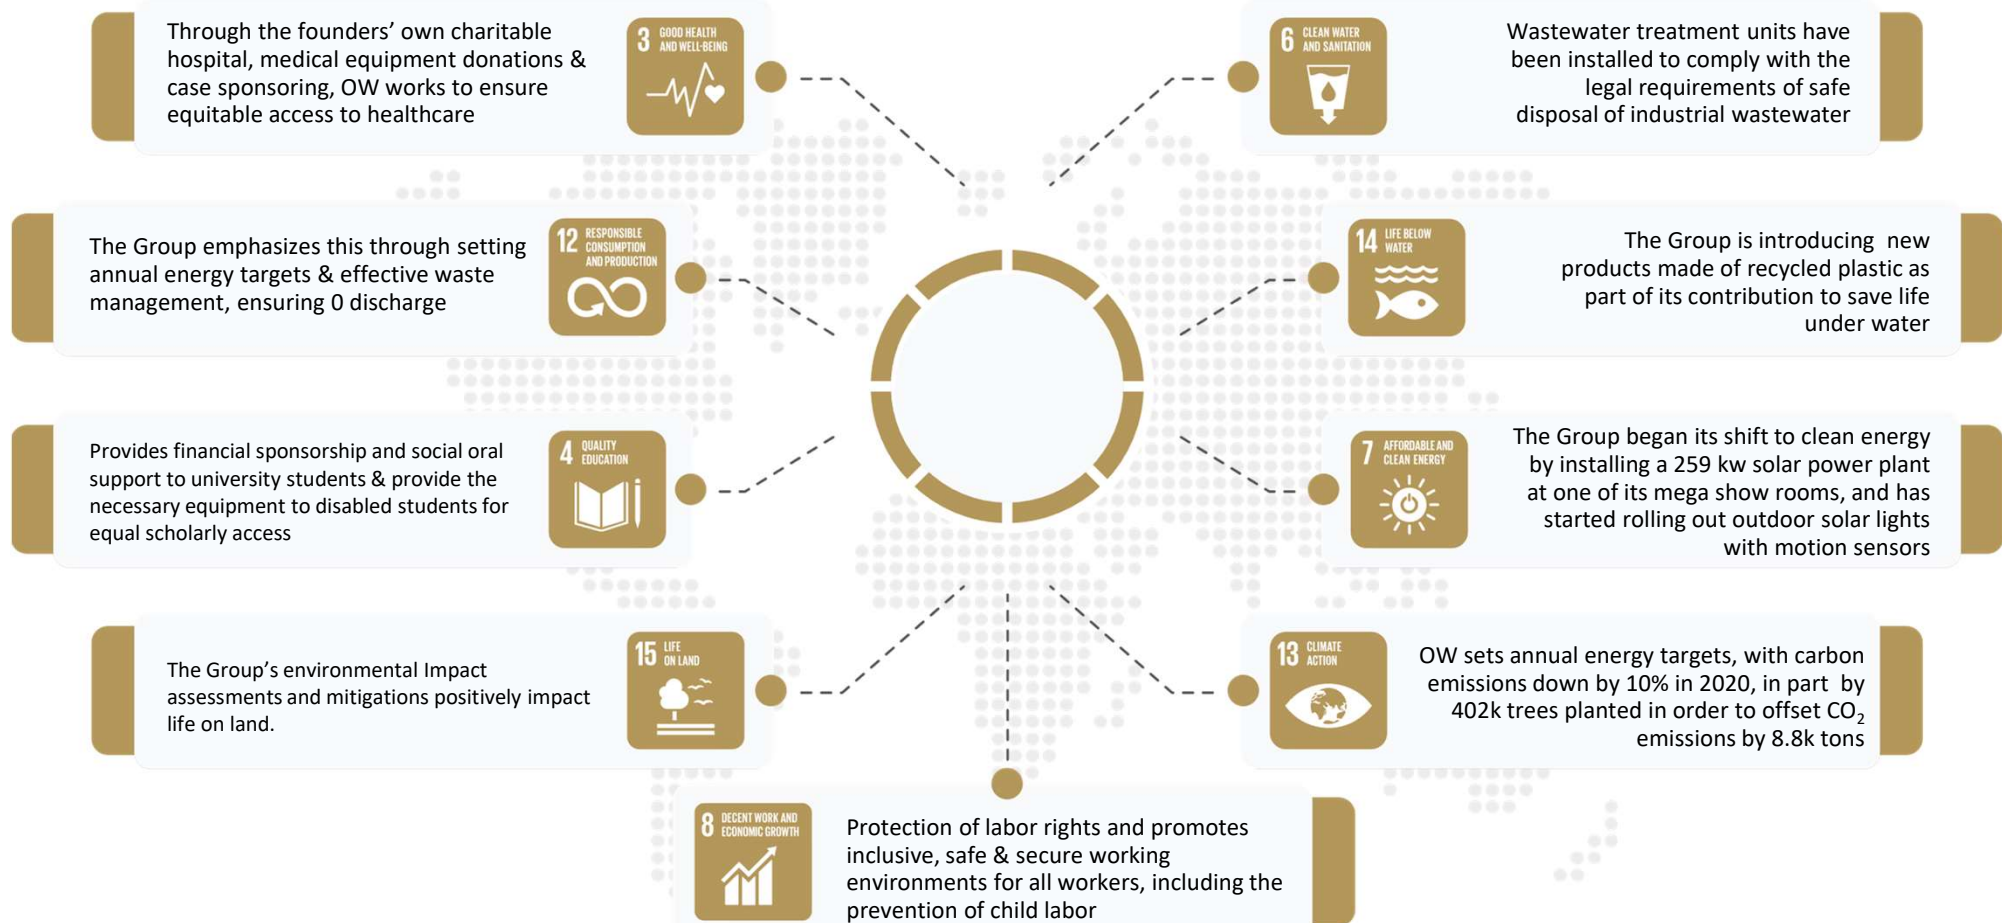 Through the founders' own charitable
hospital, medical equipment donations &
case sponsoring, OW works to ensure
equitable access to healthcare
3 GOOD HEALTH
AND WELL-BEING
6 CLEAN WATER
AND SANITATION
Wastewater treatment units have
been installed to comply with the
legal requirements of safe
disposal of industrial wastewater
The Group emphasizes this through setting
annual energy targets & effective waste
management, ensuring 0 discharge
12 RESPONSIBLE
CONSUMPTION
AND PRODUCTION
14 LIFE BELOW
WATER
The Group is introducing  new
products made of recycled plastic as
part of its contribution to save life
under water
Provides financial sponsorship and social oral
support to university students & provide the
necessary equipment to disabled students for
equal scholarly access
4 QUALITY
EDUCATION
7 AFFORDABLE AND
CLEAN ENERGY
The Group began its shift to clean energy
by installing a 259 kw solar power plant
at one of its mega show rooms, and has
started rolling out outdoor solar lights
with motion sensors
The Group's environmental Impact
assessments and mitigations positively impact
life on land.
15 LIFE
ON LAND
13 CLIMATE
ACTION
OW sets annual energy targets, with carbon
emissions down by 10% in 2020, in part  by
402k trees planted in order to offset CO₂
emissions by 8.8k tons
8 DECENT WORK AND
ECONOMIC GROWTH
Protection of labor rights and promotes
inclusive, safe & secure working
environments for all workers, including the
prevention of child labor